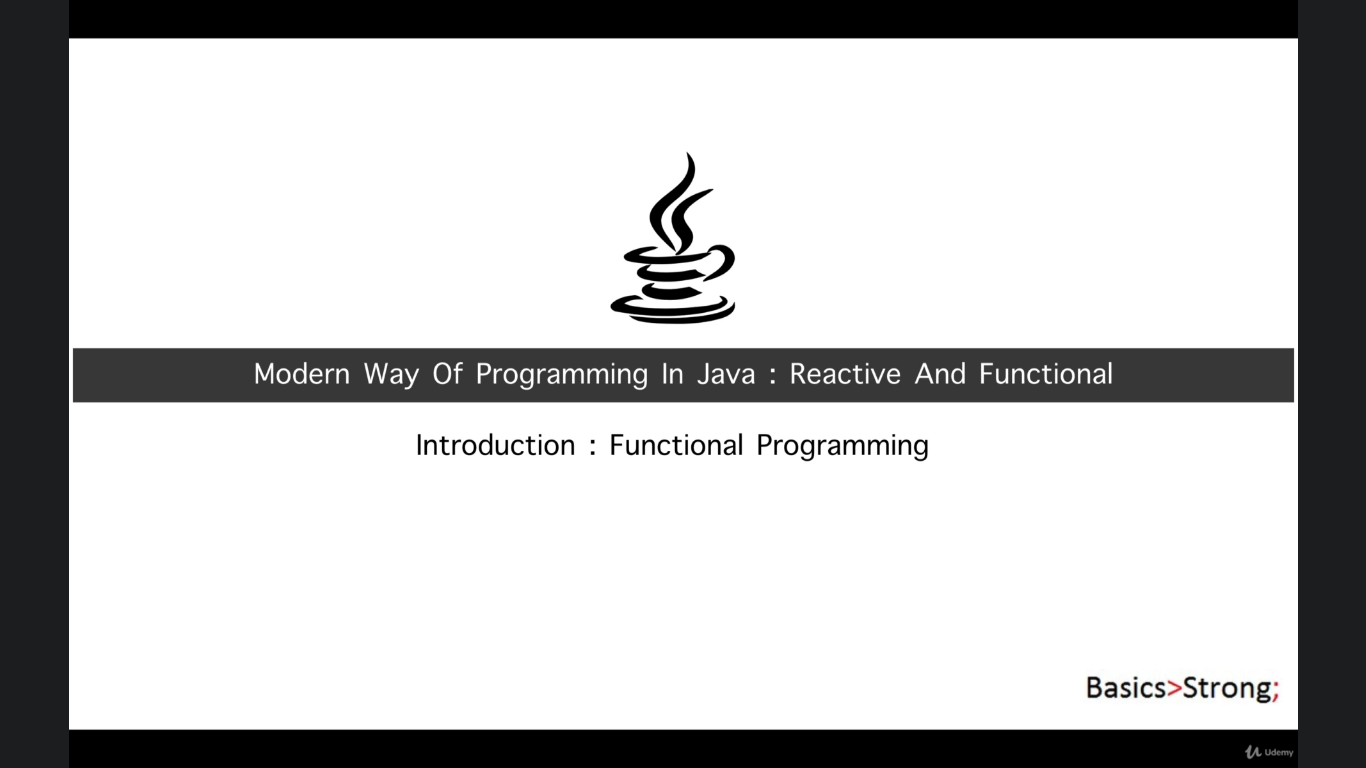 Modern Way Of Programming In Java : Reactive And Functional
Introduction : Functional Programming
Basics>Strong;
Udemy